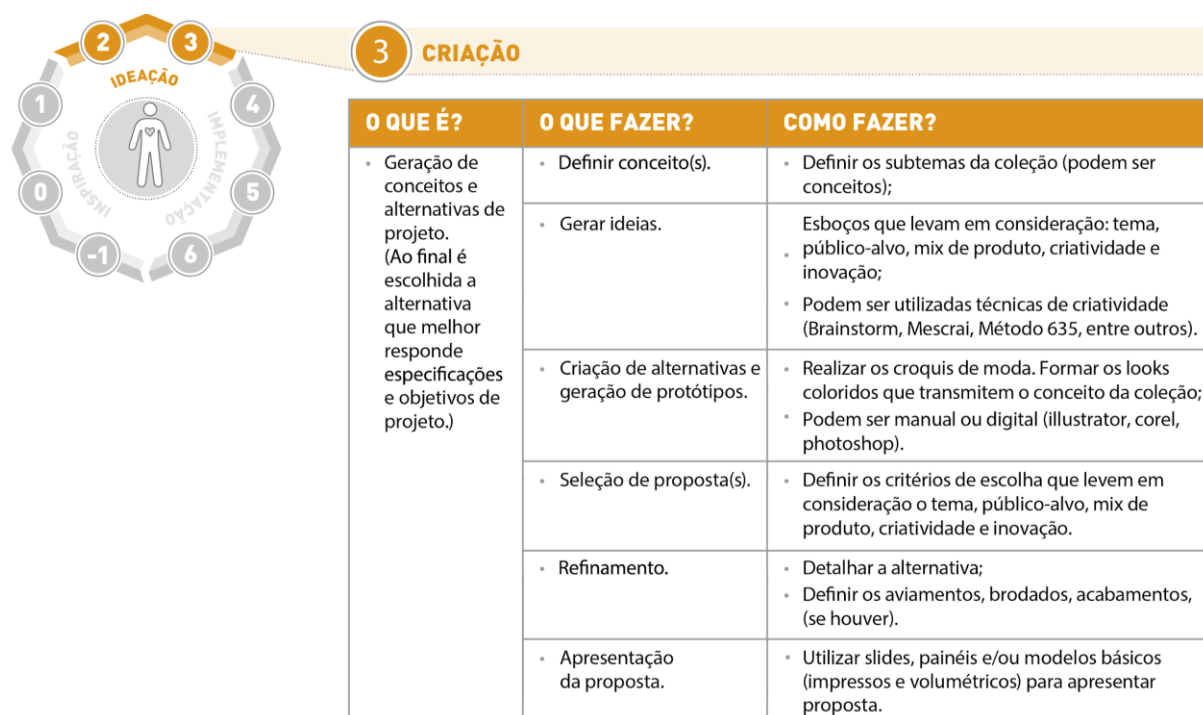 2
3
IDEAÇÃO
1
4
INSPIRAÇÃO
IMPLEMENTAÇÃO
0
5
-1
6
3 CRIAÇÃO
O QUE É?
O QUE FAZER?
COMO FAZER?
• Geração de
conceitos e
alternativas de
projeto.
(Ao final é
escolhida a
alternativa
que melhor
responde
especificações
e objetivos de
projeto.)
• Definir conceito(s).
• Definir os subtemas da coleção (podem ser
conceitos);
• Gerar ideias.
Esboços que levam em consideração: tema,
• público-alvo, mix de produto, criatividade e
inovação;
• Podem ser utilizadas técnicas de criatividade
(Brainstorm, Mescrai, Método 635, entre outros).
• Criação de alternativas e
geração de protótipos.
• Realizar os croquis de moda. Formar os looks
coloridos que transmitem o conceito da coleção;
• Podem ser manual ou digital (illustrator, corel,
photoshop).
• Seleção de proposta(s).
• Definir os critérios de escolha que levem em
consideração o tema, público-alvo, mix de
produto, criatividade e inovação.
• Refinamento.
• Detalhar a alternativa;
• Definir os aviamentos, brodados, acabamentos,
(se houver).
• Apresentação
da proposta.
• Utilizar slides, painéis e/ou modelos básicos
(impressos e volumétricos) para apresentar
proposta.